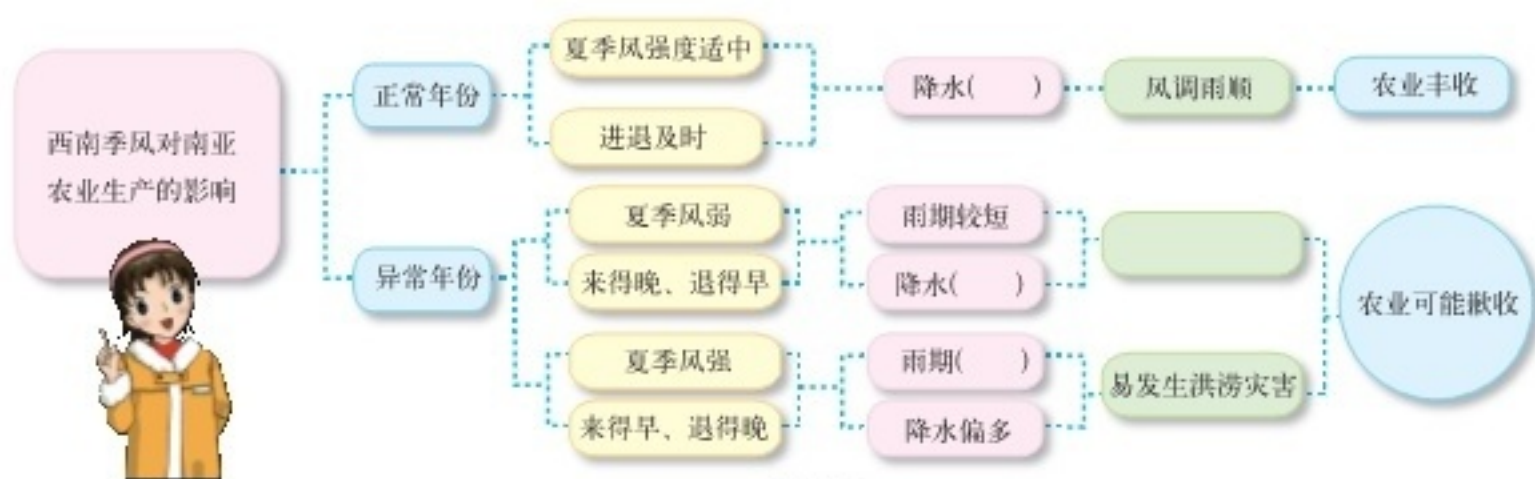 西南季风对南亚
农业生产的影响
正常年份
夏季风强度适中
进退及时
降水(　　)
风调雨顺
农业丰收
异常年份
夏季风弱
来得晚、退得早
雨期较短
降水(　　)
夏季风强
来得早、退得晚
雨期(　　)
降水偏多
易发生洪涝灾害
农业可能歉收